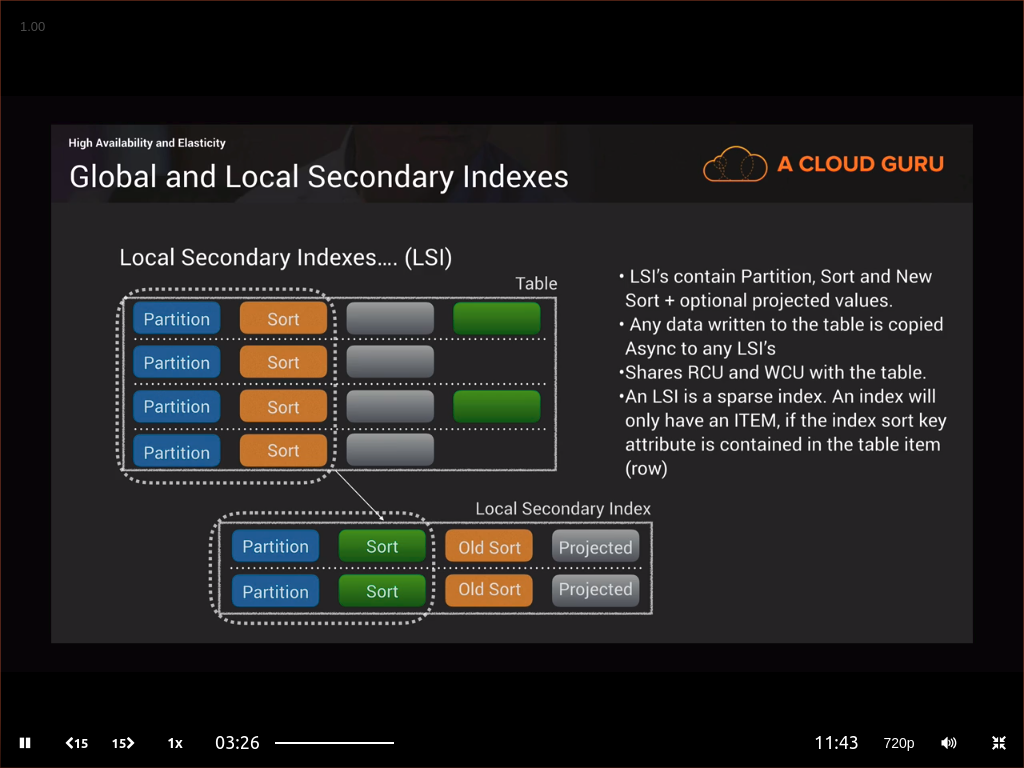 1.00
High Availability and Elasticity
Global and Local Secondary Indexes
A CLOUD GURU
Local Secondary Indexes.... (LSI)
Table
Partition Sort
Partition Sort
Partition Sort
Partition Sort
• LSI's contain Partition, Sort and New
Sort + optional projected values.
• Any data written to the table is copied
Async to any LSI's
•Shares RCU and WCU with the table.
•An LSI is a sparse index. An index will
only have an ITEM, if the index sort key
attribute is contained in the table item
(row)
Local Secondary Index
Partition Sort Old Sort Projected
Partition Sort Old Sort Projected
15 15 1x 03:26 11:43 720p